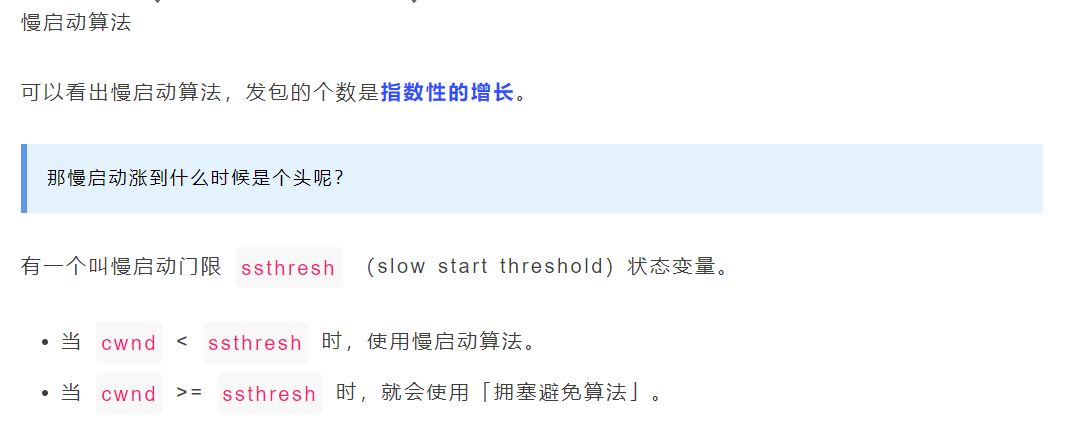 慢启动算法
可以看出慢启动算法，发包的个数是指数性的增长。
那慢启动涨到什么时候是个头呢？
有一个叫慢启动门限 ssthresh （slow start threshold）状态变量。
• 当 cwnd < ssthresh 时，使用慢启动算法。
• 当 cwnd >= ssthresh 时，就会使用「拥塞避免算法」。